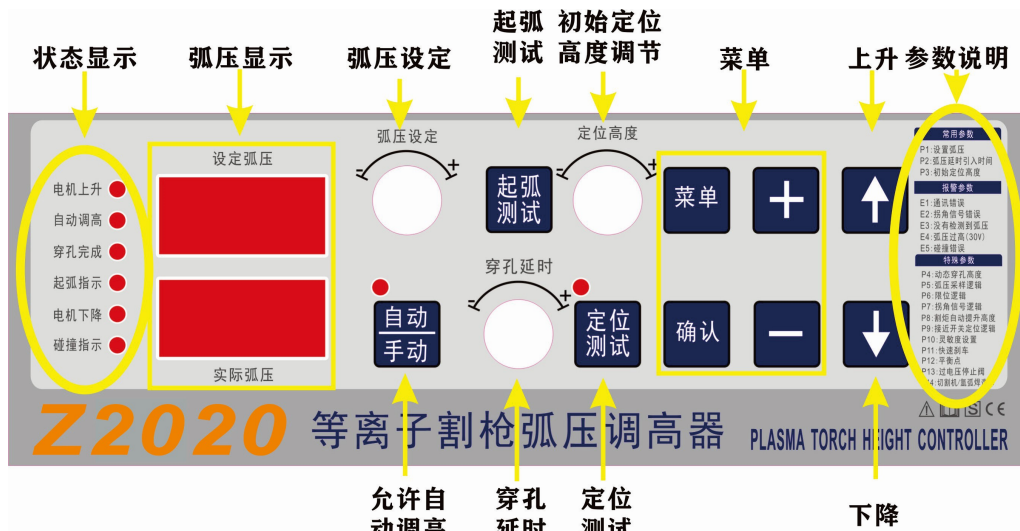 起弧 初始定位
状态显示 弧压显示 弧压设定 测试 高度调节 菜单 上升 参数说明
弧压设定
定位高度
设定弧压
电机上升
自动调高
穿孔完成
起弧指示
电机下降
碰撞指示
实际弧压
- +
起弧
测试
- +
穿孔延时
- +
自动
手动
定位
测试
菜单 + ↑
确认 − ↓
常用参数
P1:设置弧压
P2:弧压延时引入时间
P3:初始定位高度
报警参数
E1:通讯错误
E2:拐角信号错误
E3:没有检测到弧压
E4:弧压过高(30V)
E5:碰撞错误
特殊参数
P4:动态穿孔高度
P5:弧压采样逻辑
P6:限位逻辑
P7:拐角信号逻辑
P8:割炬自动提升高度
P9:接近开关定位逻辑
P10:灵敏度设置
P11:快速刹车
P12:平衡点
P13:过电压停止阀
4:切割机/氩弧焊
S CE
Z2020 等离子割枪弧压调高器 PLASMA TORCH HEIGHT CONTROLLER
允许自 穿孔 定位 下降
动调高 延时 测试